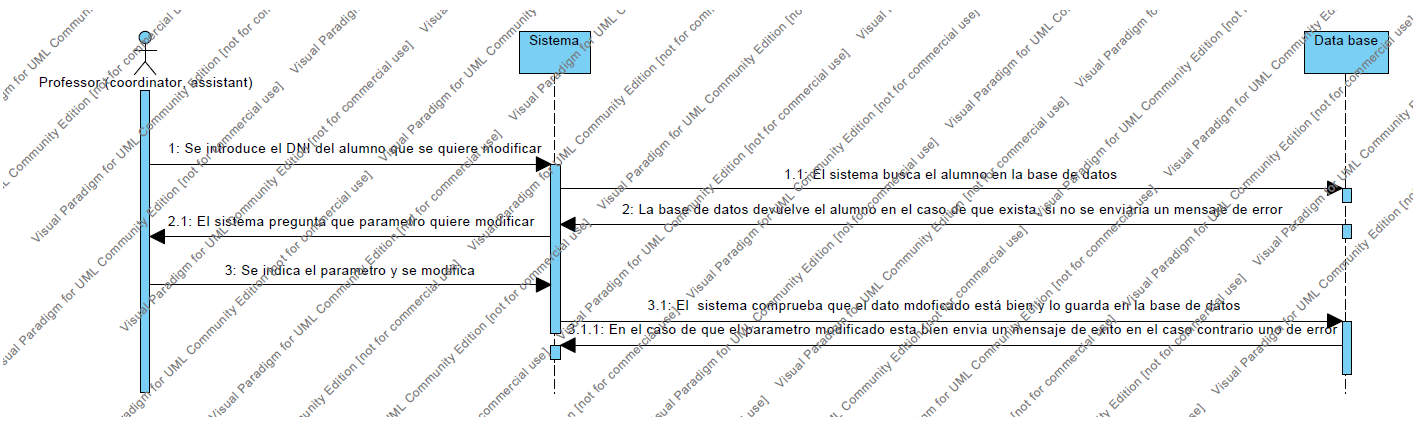 Sistema
Data base
Professor (coordinator, assistant)
1: Se introduce el DNI del alumno que se quiere modificar
1.1: El sistema busca el alumno en la base de datos
2: La base de datos devuelve el alumno en el caso de que exista, si no se enviaria un mensaje de error
2.1: El sistema pregunta que parametro quiere modificar
3: Se indica el parametro y se modifica
3.1: El sistema comprueba que el dato mdoficado está bien y lo guarda en la base de datos
3.1.1: En el caso de que el parametro modificado esta bien envia un mensaje de exito en el caso contrario uno de error
Visual Paradigm for UML Community Edition [not for commercial use]